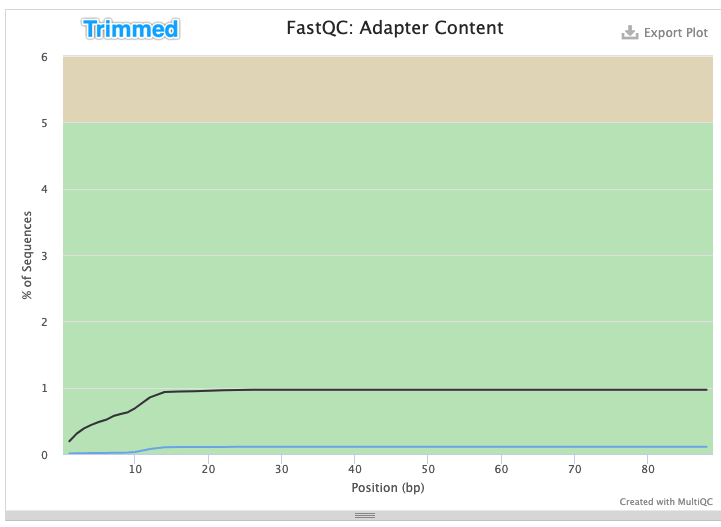 Trimmed
FastQC: Adapter Content
Export Plot
6
5
4
3
2
1
0
% of Sequences
10 20 30 40 50 60 70 80
Position (bp)
Created with MultiQC